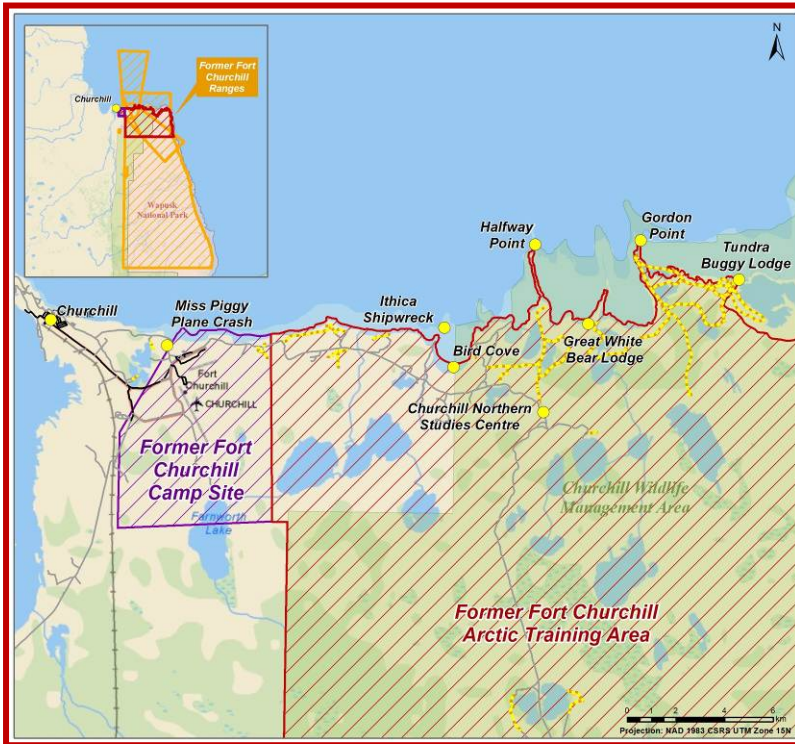 Former Fort
Churchill
Ranges
Churchill
Wapusk
National Park
N
Halfway
Point
Gordon
Point
Tundra
Buggy Lodge
Churchill
Miss Piggy
Plane Crash
Ithica
Shipwreck
Great White
Bear Lodge
Bird Cove
Fort
Churchill
CHURCHILL
Churchill Northern
Studies Centre
Former Fort
Churchill
Camp Site
Farnworth
Lake
Churchill Wildlife
Management Area
Former Fort Churchill
Arctic Training Area
0 1 2 4 6
km
Projection: NAD 1983 CSRS UTM Zone 15N